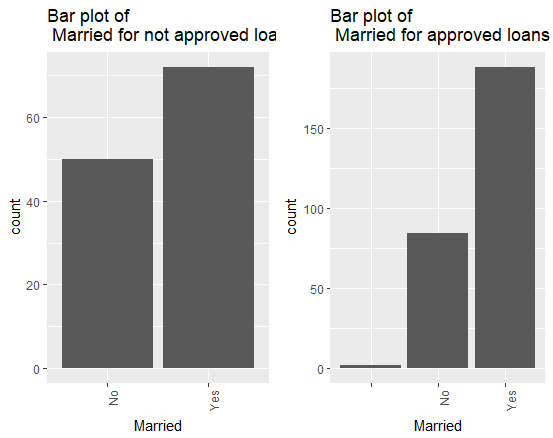 Bar plot of
Married for not approved loa
count
60
40
20
0
No
Yes
Married
Bar plot of
Married for approved loans
count
150
100
50
0
No
Yes
Married